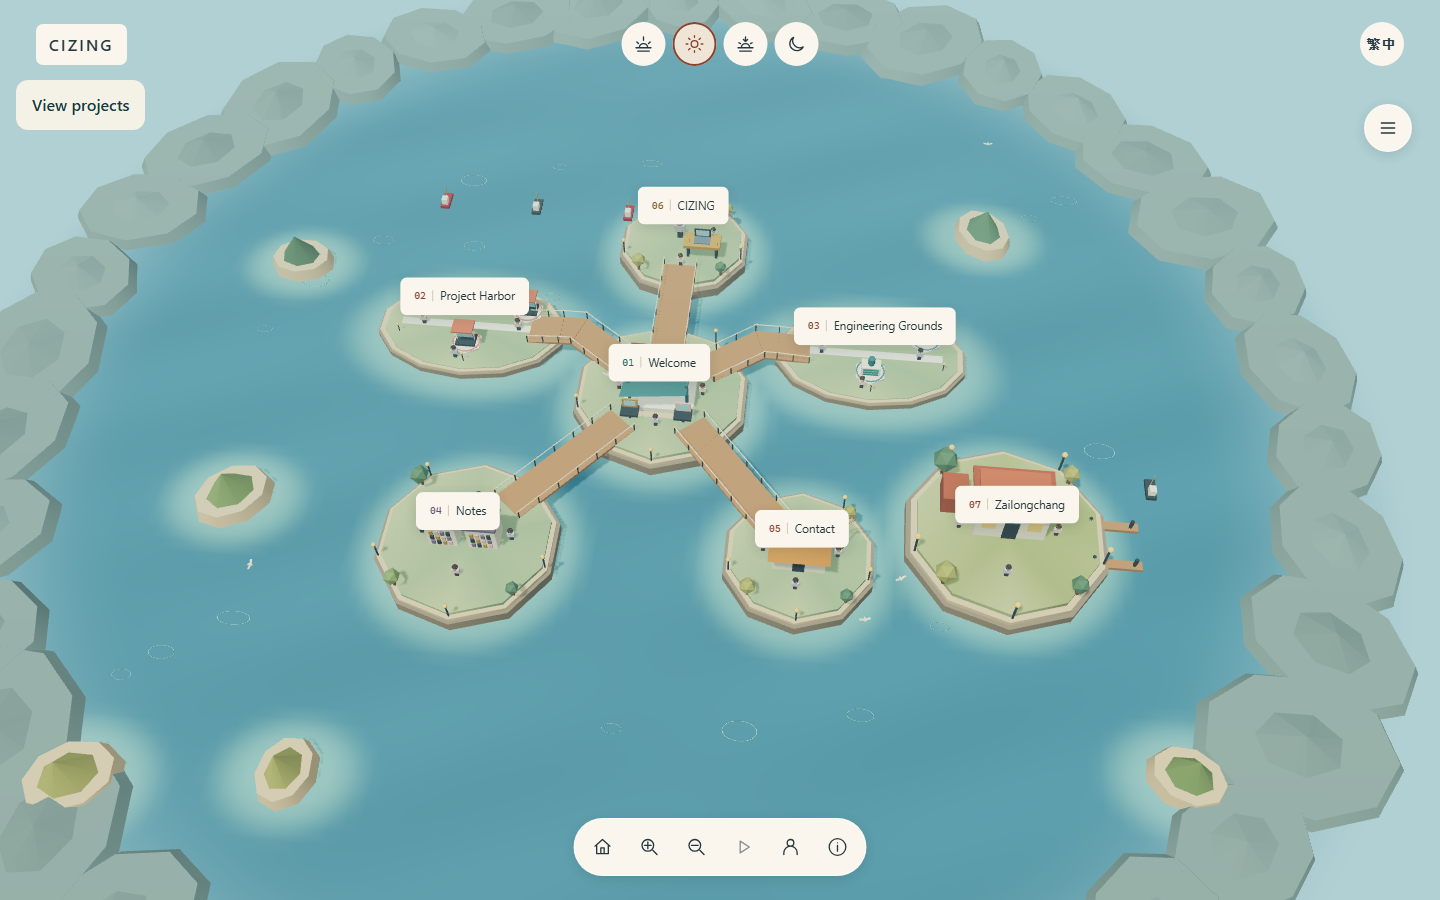 CIZING
繁中
View projects
06 CIZING
02 Project Harbor
03 Engineering Grounds
01 Welcome
04 Notes
07 Zailongchang
05 Contact